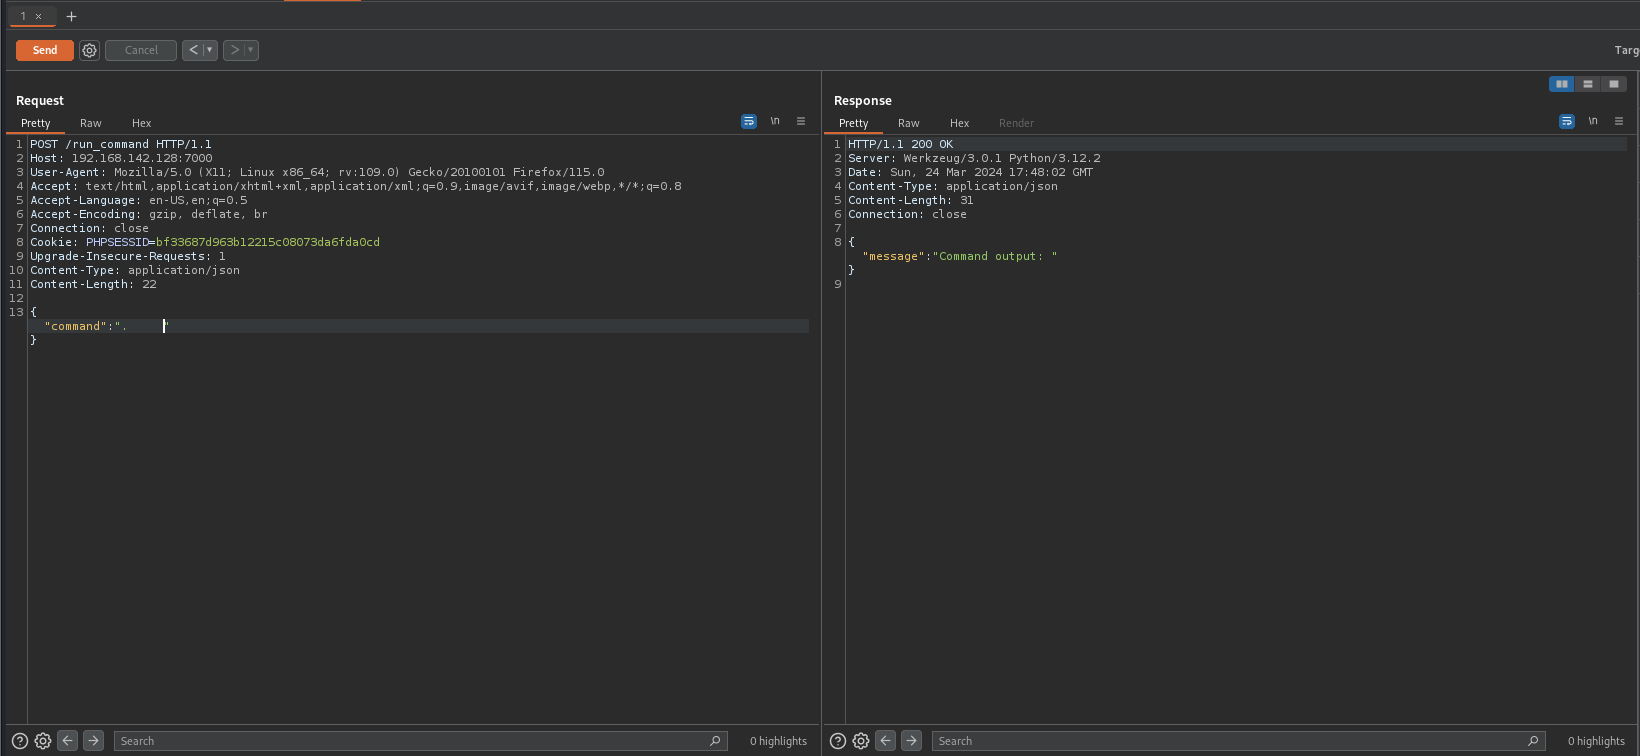 1 × +
Send Cancel < ▼ > ▼
Targ
Request
Pretty Raw Hex
\n
1 POST /run_command HTTP/1.1
2 Host: 192.168.142.128:7000
3 User-Agent: Mozilla/5.0 (X11; Linux x86_64; rv:109.0) Gecko/20100101 Firefox/115.0
4 Accept: text/html,application/xhtml+xml,application/xml;q=0.9,image/avif,image/webp,*/*;q=0.8
5 Accept-Language: en-US,en;q=0.5
6 Accept-Encoding: gzip, deflate, br
7 Connection: close
8 Cookie: PHPSESSID=bf33687d963b12215c08073da6fda0cd
9 Upgrade-Insecure-Requests: 1
10 Content-Type: application/json
11 Content-Length: 22
12
13 {
"command":".     "
}
Search
0 highlights
Response
Pretty Raw Hex Render
\n
1 HTTP/1.1 200 OK
2 Server: Werkzeug/3.0.1 Python/3.12.2
3 Date: Sun, 24 Mar 2024 17:48:02 GMT
4 Content-Type: application/json
5 Content-Length: 31
6 Connection: close
7
8 {
"message":"Command output: "
}
9
Search
0 highlights